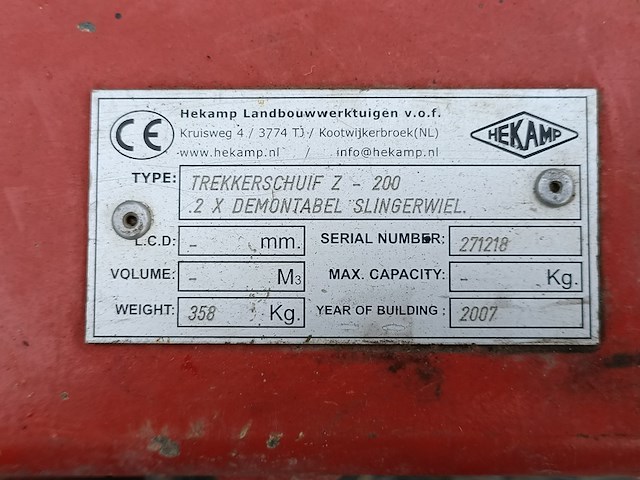 CE
Hekamp Landbouwwerktuigen v.o.f.
Kruisweg 4 / 3774 TJ / Kootwijkerbroek(NL)
www.hekamp.nl / info@hekamp.nl
HEKAMP
TYPE: TREKKERSCHUIF Z - 200
.2 X DEMONTABEL SLINGERWIEL.
L.C.D: - mm. SERIAL NUMBER: 271218
VOLUME: - M3 MAX. CAPACITY: - Kg.
WEIGHT: 358 Kg. YEAR OF BUILDING : 2007